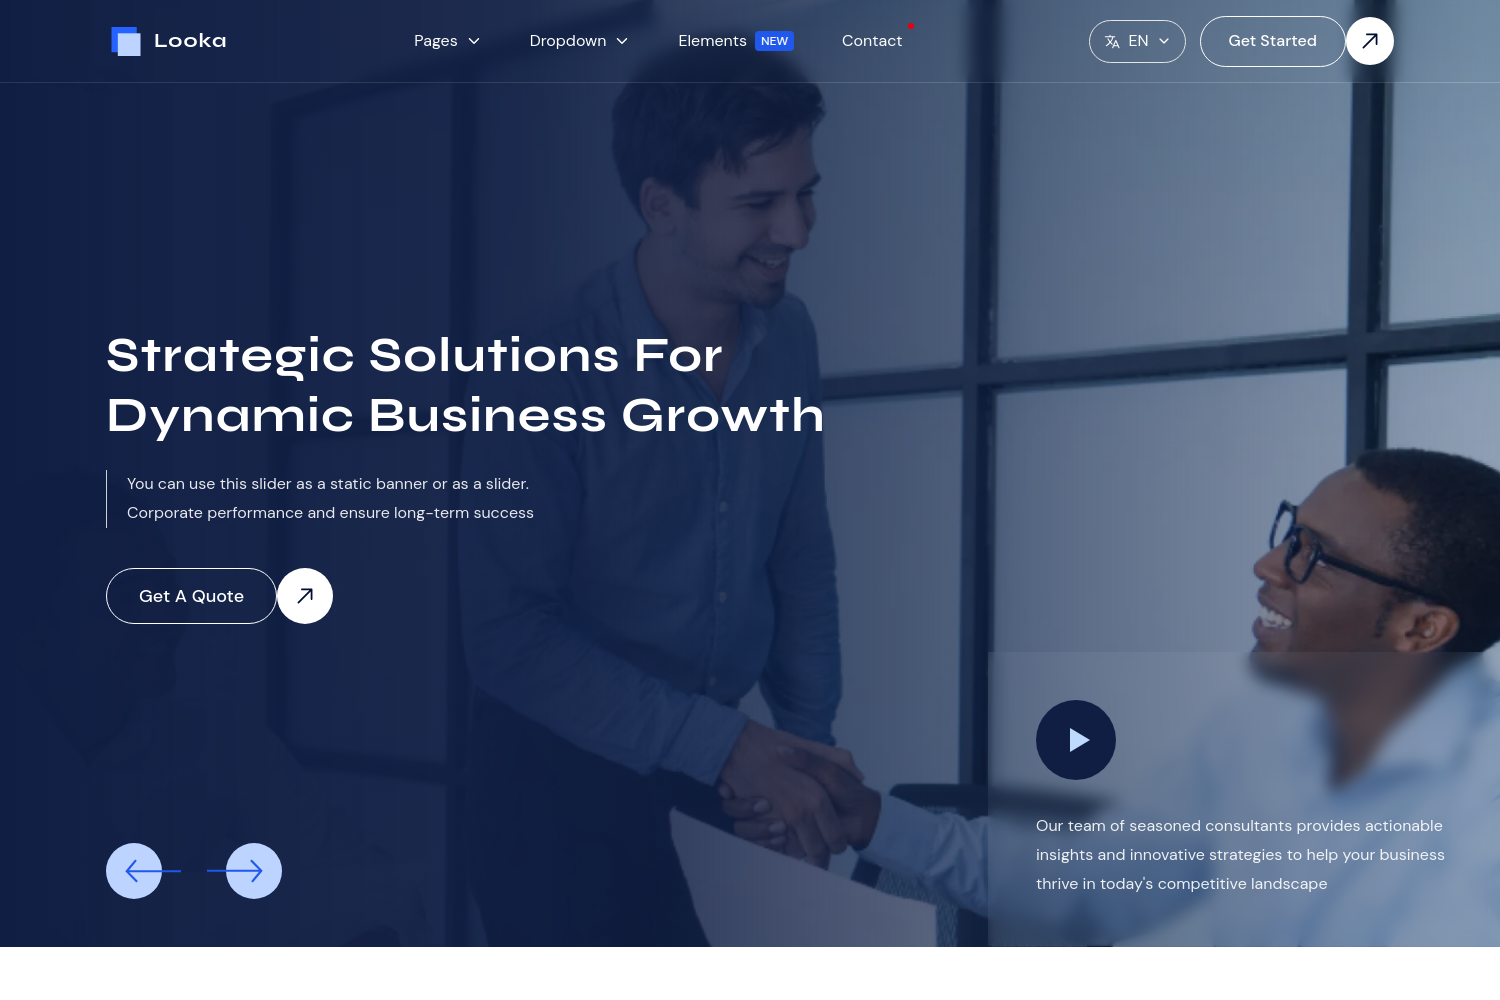 Looka
Pages
Dropdown
Elements NEW
Contact
EN
Get Started
Strategic Solutions For
Dynamic Business Growth
You can use this slider as a static banner or as a slider.
Corporate performance and ensure long-term success
Get A Quote
Our team of seasoned consultants provides actionable
insights and innovative strategies to help your business
thrive in today's competitive landscape